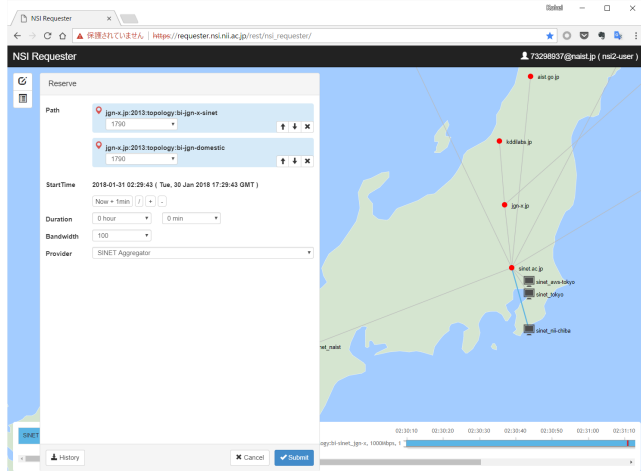 NSI Requester
保護されていません | https://requester.nsi.nii.ac.jp/rest/nsi_requester/
NSI Requester
73298937@naist.jp ( nsi2-user )
Reserve
Path
jgn-x.jp:2013:topology:bi-jgn-x-sinet
1790
jgn-x.jp:2013:topology:bi-jgn-domestic
1790
StartTime
2018-01-31 02:29:43 ( Tue, 30 Jan 2018 17:29:43 GMT )
Now + 1min / + -
Duration
0 hour
0 min
Bandwidth
100
Provider
SINET Aggregator
aist.go.jp
kddilabs.jp
jgn-x.jp
sinet.ac.jp
sinet_aws-tokyo
sinet_tokyo
sinet_nii-chiba
net_naist
SINET
02:30:10 02:30:20 02:30:30 02:30:40 02:30:50 02:31:00 02:31:10
ogy:bi-sinet_jgn-x, 1000Mbps, 1
History
Cancel
Submit